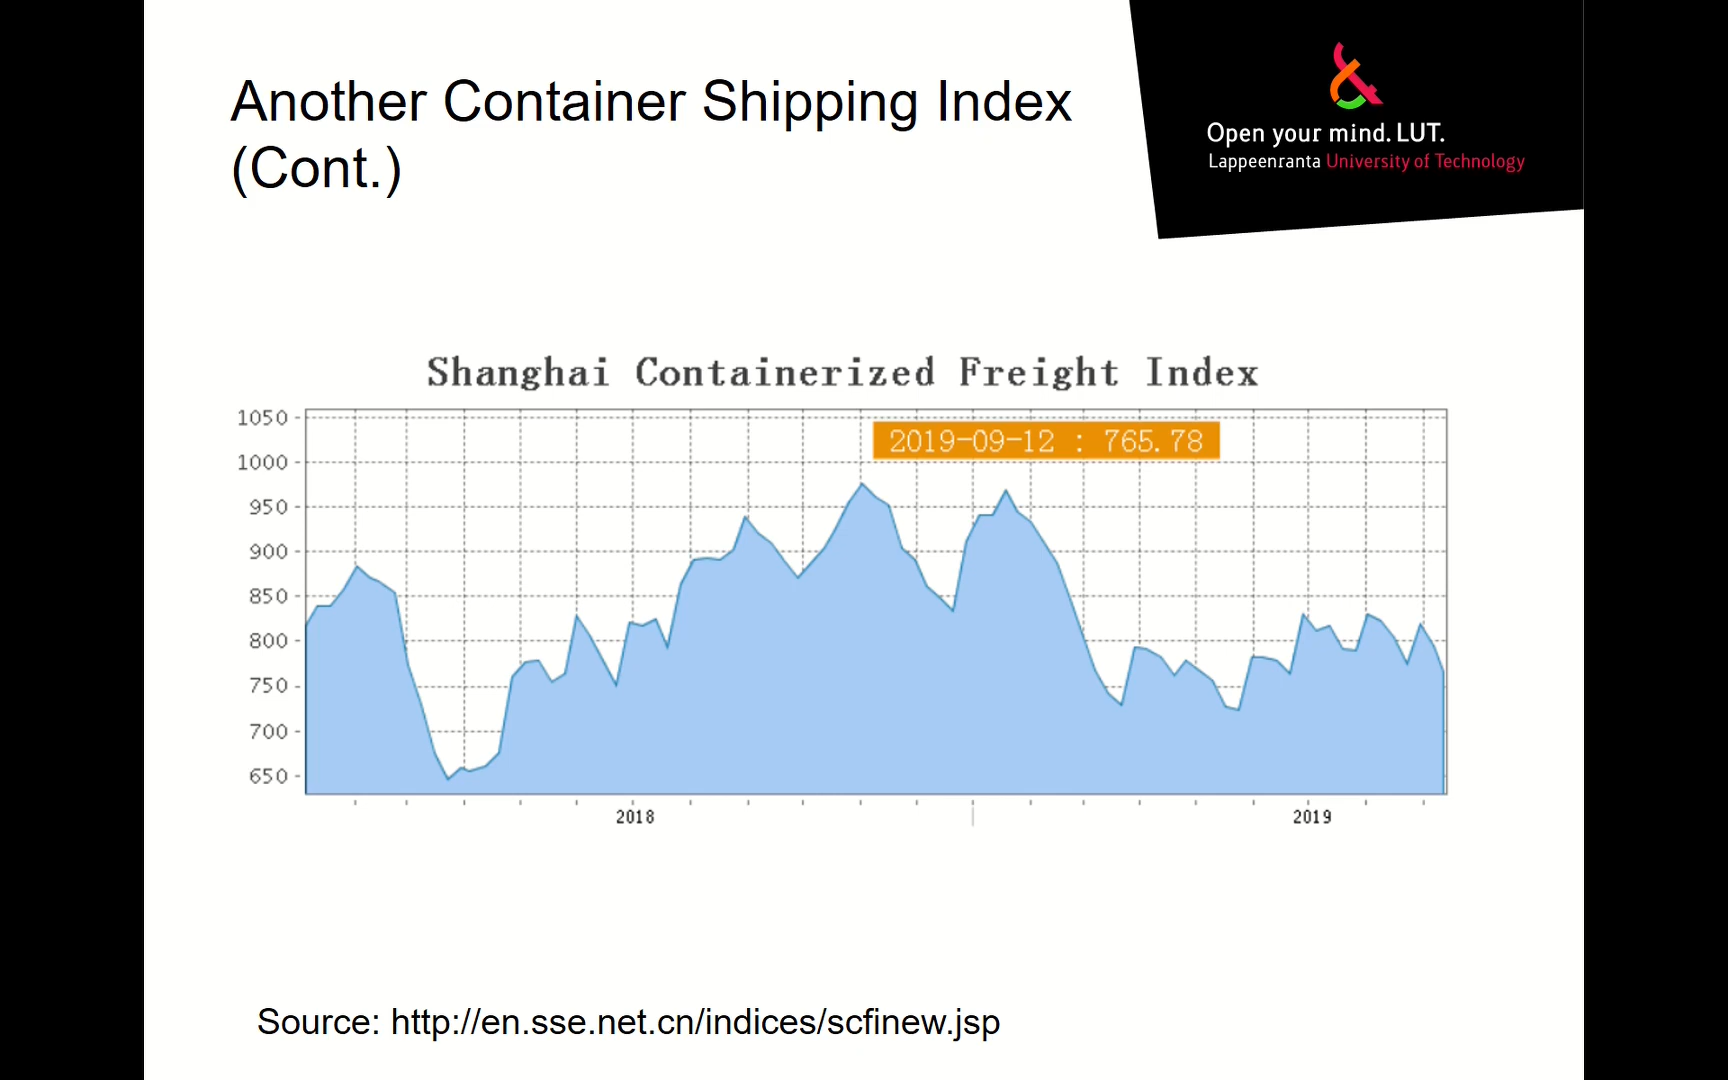 Another Container Shipping Index
(Cont.)
Open your mind. LUT.
Lappeenranta University of Technology
Shanghai Containerized Freight Index
2019-09-12 : 765.78
1050
1000
950
900
850
800
750
700
650
2018
2019
Source: http://en.sse.net.cn/indices/scfinew.jsp